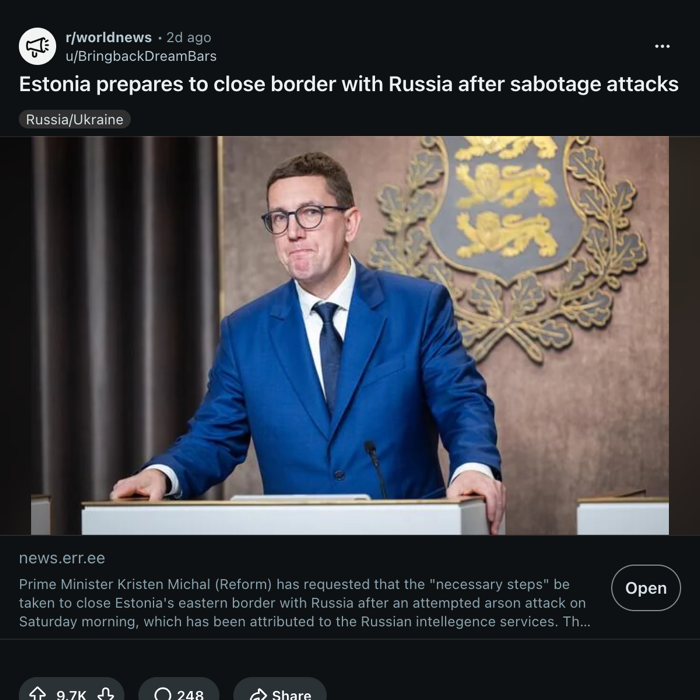 r/worldnews • 2d ago
u/BringbackDreamBars
Estonia prepares to close border with Russia after sabotage attacks
Russia/Ukraine
news.err.ee
Prime Minister Kristen Michal (Reform) has requested that the "necessary steps" be
taken to close Estonia's eastern border with Russia after an attempted arson attack on
Saturday morning, which has been attributed to the Russian intellegence services. Th...
Open
9.7K
248
Share